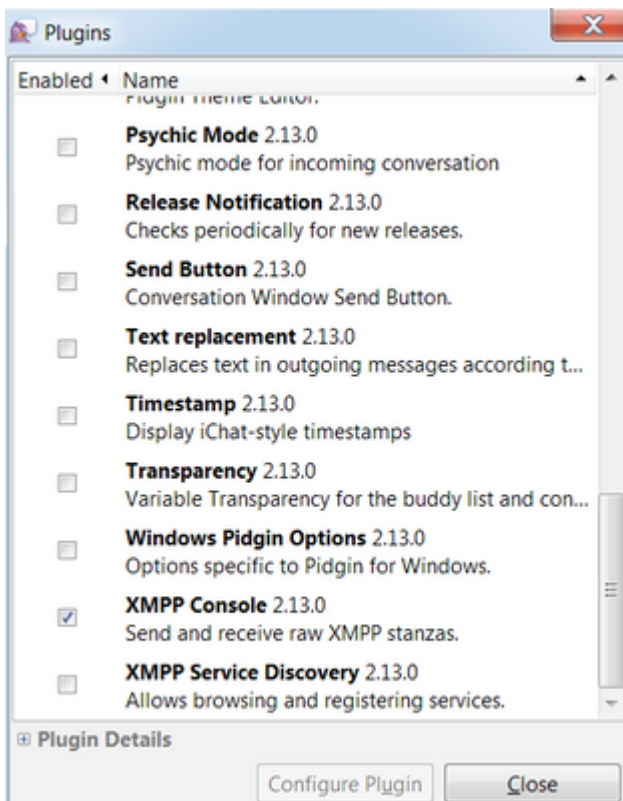 Plugins
Enabled Name
Plugin Theme Editor.
Psychic Mode 2.13.0
Psychic mode for incoming conversation
Release Notification 2.13.0
Checks periodically for new releases.
Send Button 2.13.0
Conversation Window Send Button.
Text replacement 2.13.0
Replaces text in outgoing messages according t...
Timestamp 2.13.0
Display iChat-style timestamps
Transparency 2.13.0
Variable Transparency for the buddy list and con...
Windows Pidgin Options 2.13.0
Options specific to Pidgin for Windows.
XMPP Console 2.13.0
Send and receive raw XMPP stanzas.
XMPP Service Discovery 2.13.0
Allows browsing and registering services.
Plugin Details
Configure Plugin Close